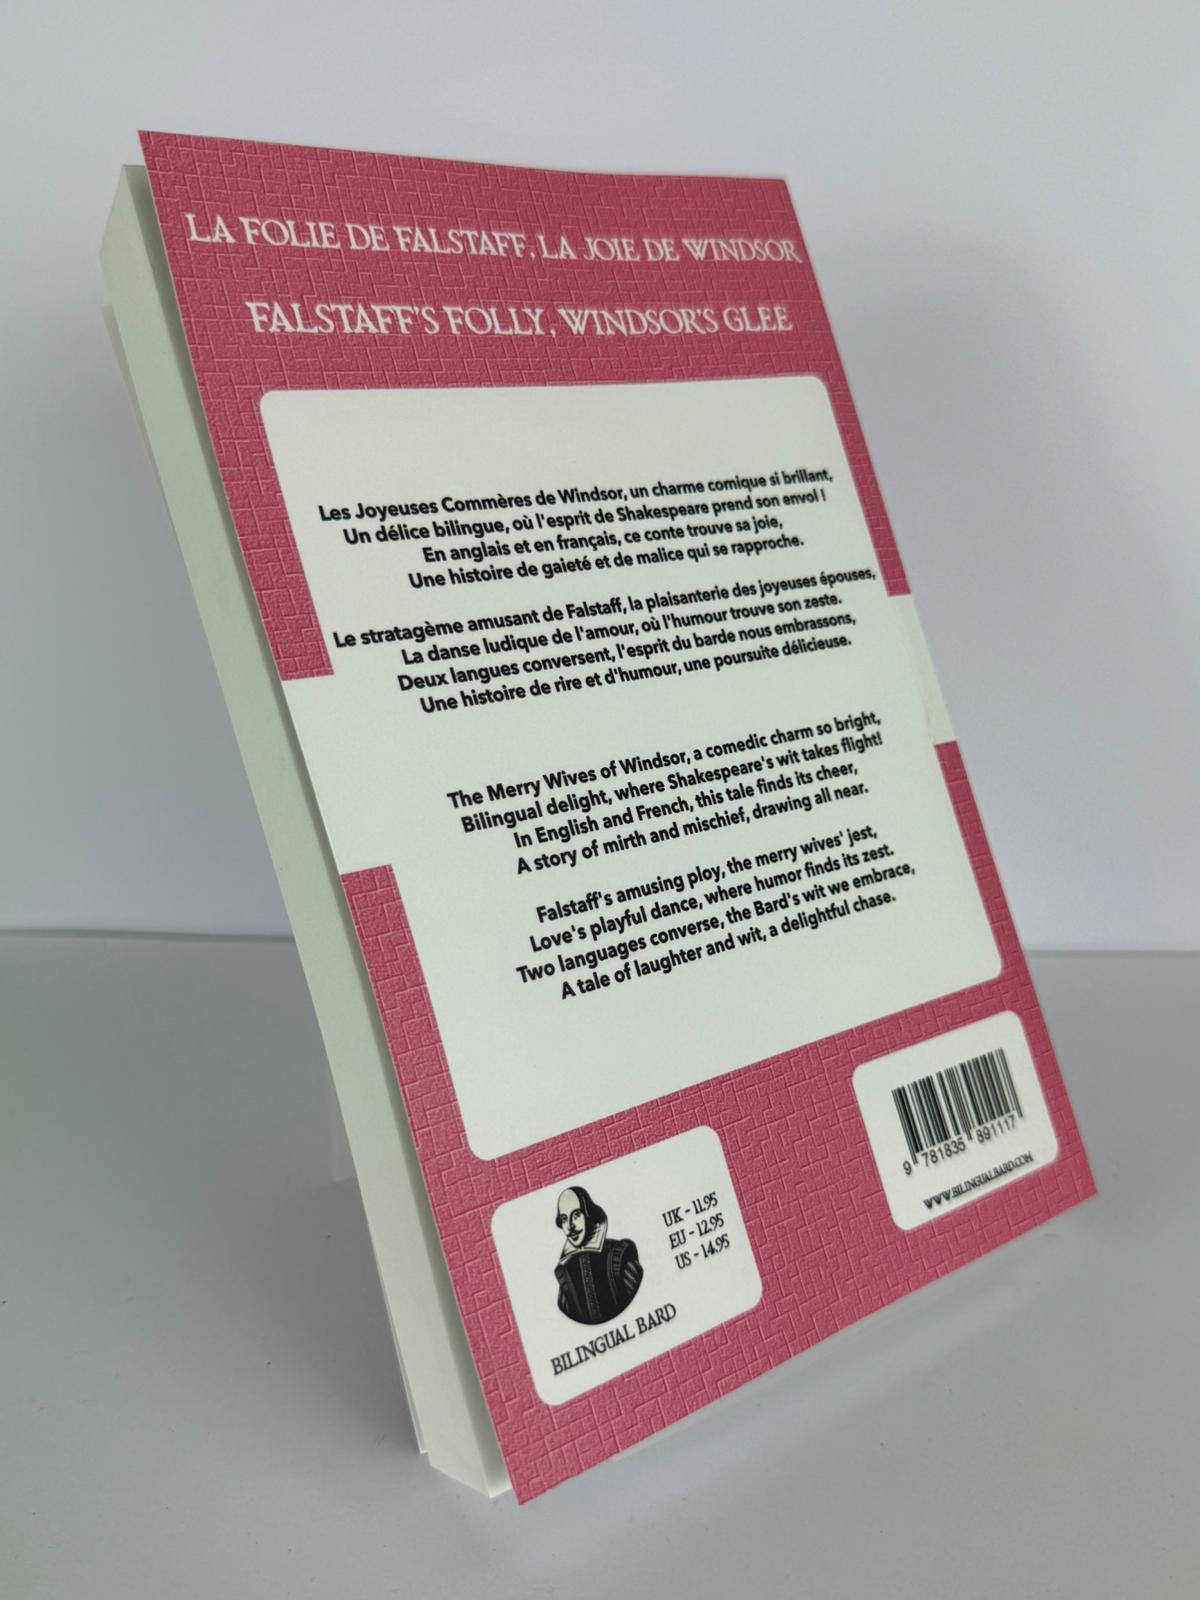 LA FOLIE DE FALSTAFF, LA JOIE DE WINDSOR
FALSTAFF'S FOLLY, WINDSOR'S GLEE
Les Joyeuses Commères de Windsor, un charme comique si brillant,
Un délice bilingue, où l'esprit de Shakespeare prend son envol !
En anglais et en français, ce conte trouve sa joie,
Une histoire de gaieté et de malice qui se rapproche.
Le stratagème amusant de Falstaff, la plaisanterie des joyeuses épouses,
La danse ludique de l'amour, où l'humour trouve son zeste.
Deux langues conversent, l'esprit du barde nous embrassons,
Une histoire de rire et d'humour, une poursuite délicieuse.
The Merry Wives of Windsor, a comedic charm so bright,
Bilingual delight, where Shakespeare's wit takes flight!
In English and French, this tale finds its cheer,
A story of mirth and mischief, drawing all near.
Falstaff's amusing ploy, the merry wives' jest,
Love's playful dance, where humor finds its zest.
Two languages converse, the Bard's wit we embrace,
A tale of laughter and wit, a delightful chase.
UK - 11.95
EU - 12.95
US - 14.95
BILINGUAL BARD
9 781835 891117
WWW.BILINGUALBARD.COM